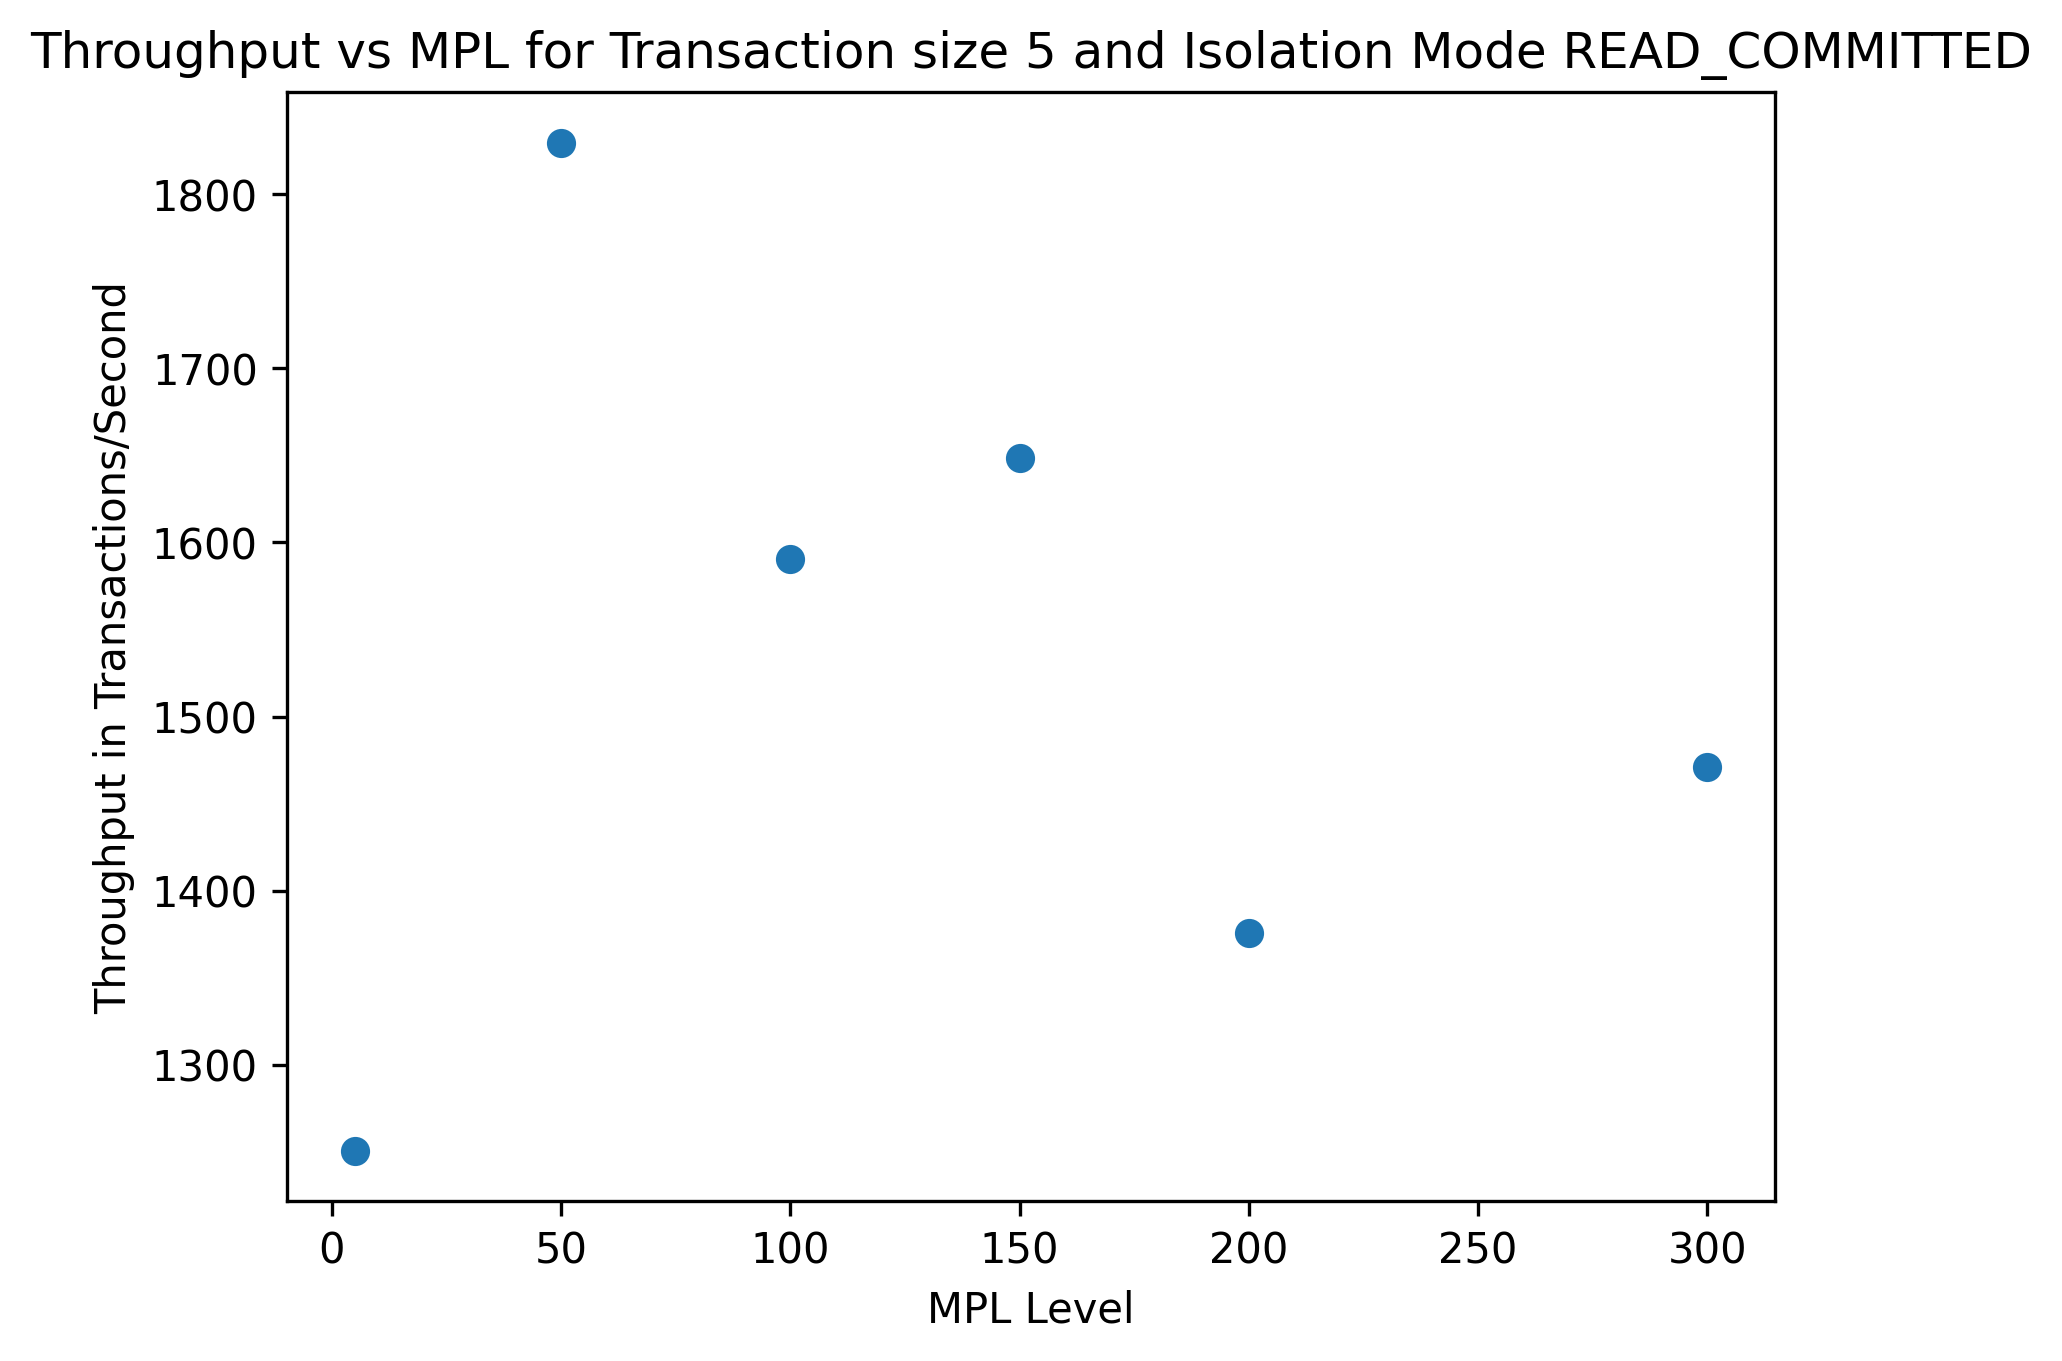 Throughput vs MPL for Transaction size 5 and Isolation Mode READ_COMMITTED
Throughput in Transactions/Second
1800
1700
1600
1500
1400
1300
0 50 100 150 200 250 300
MPL Level